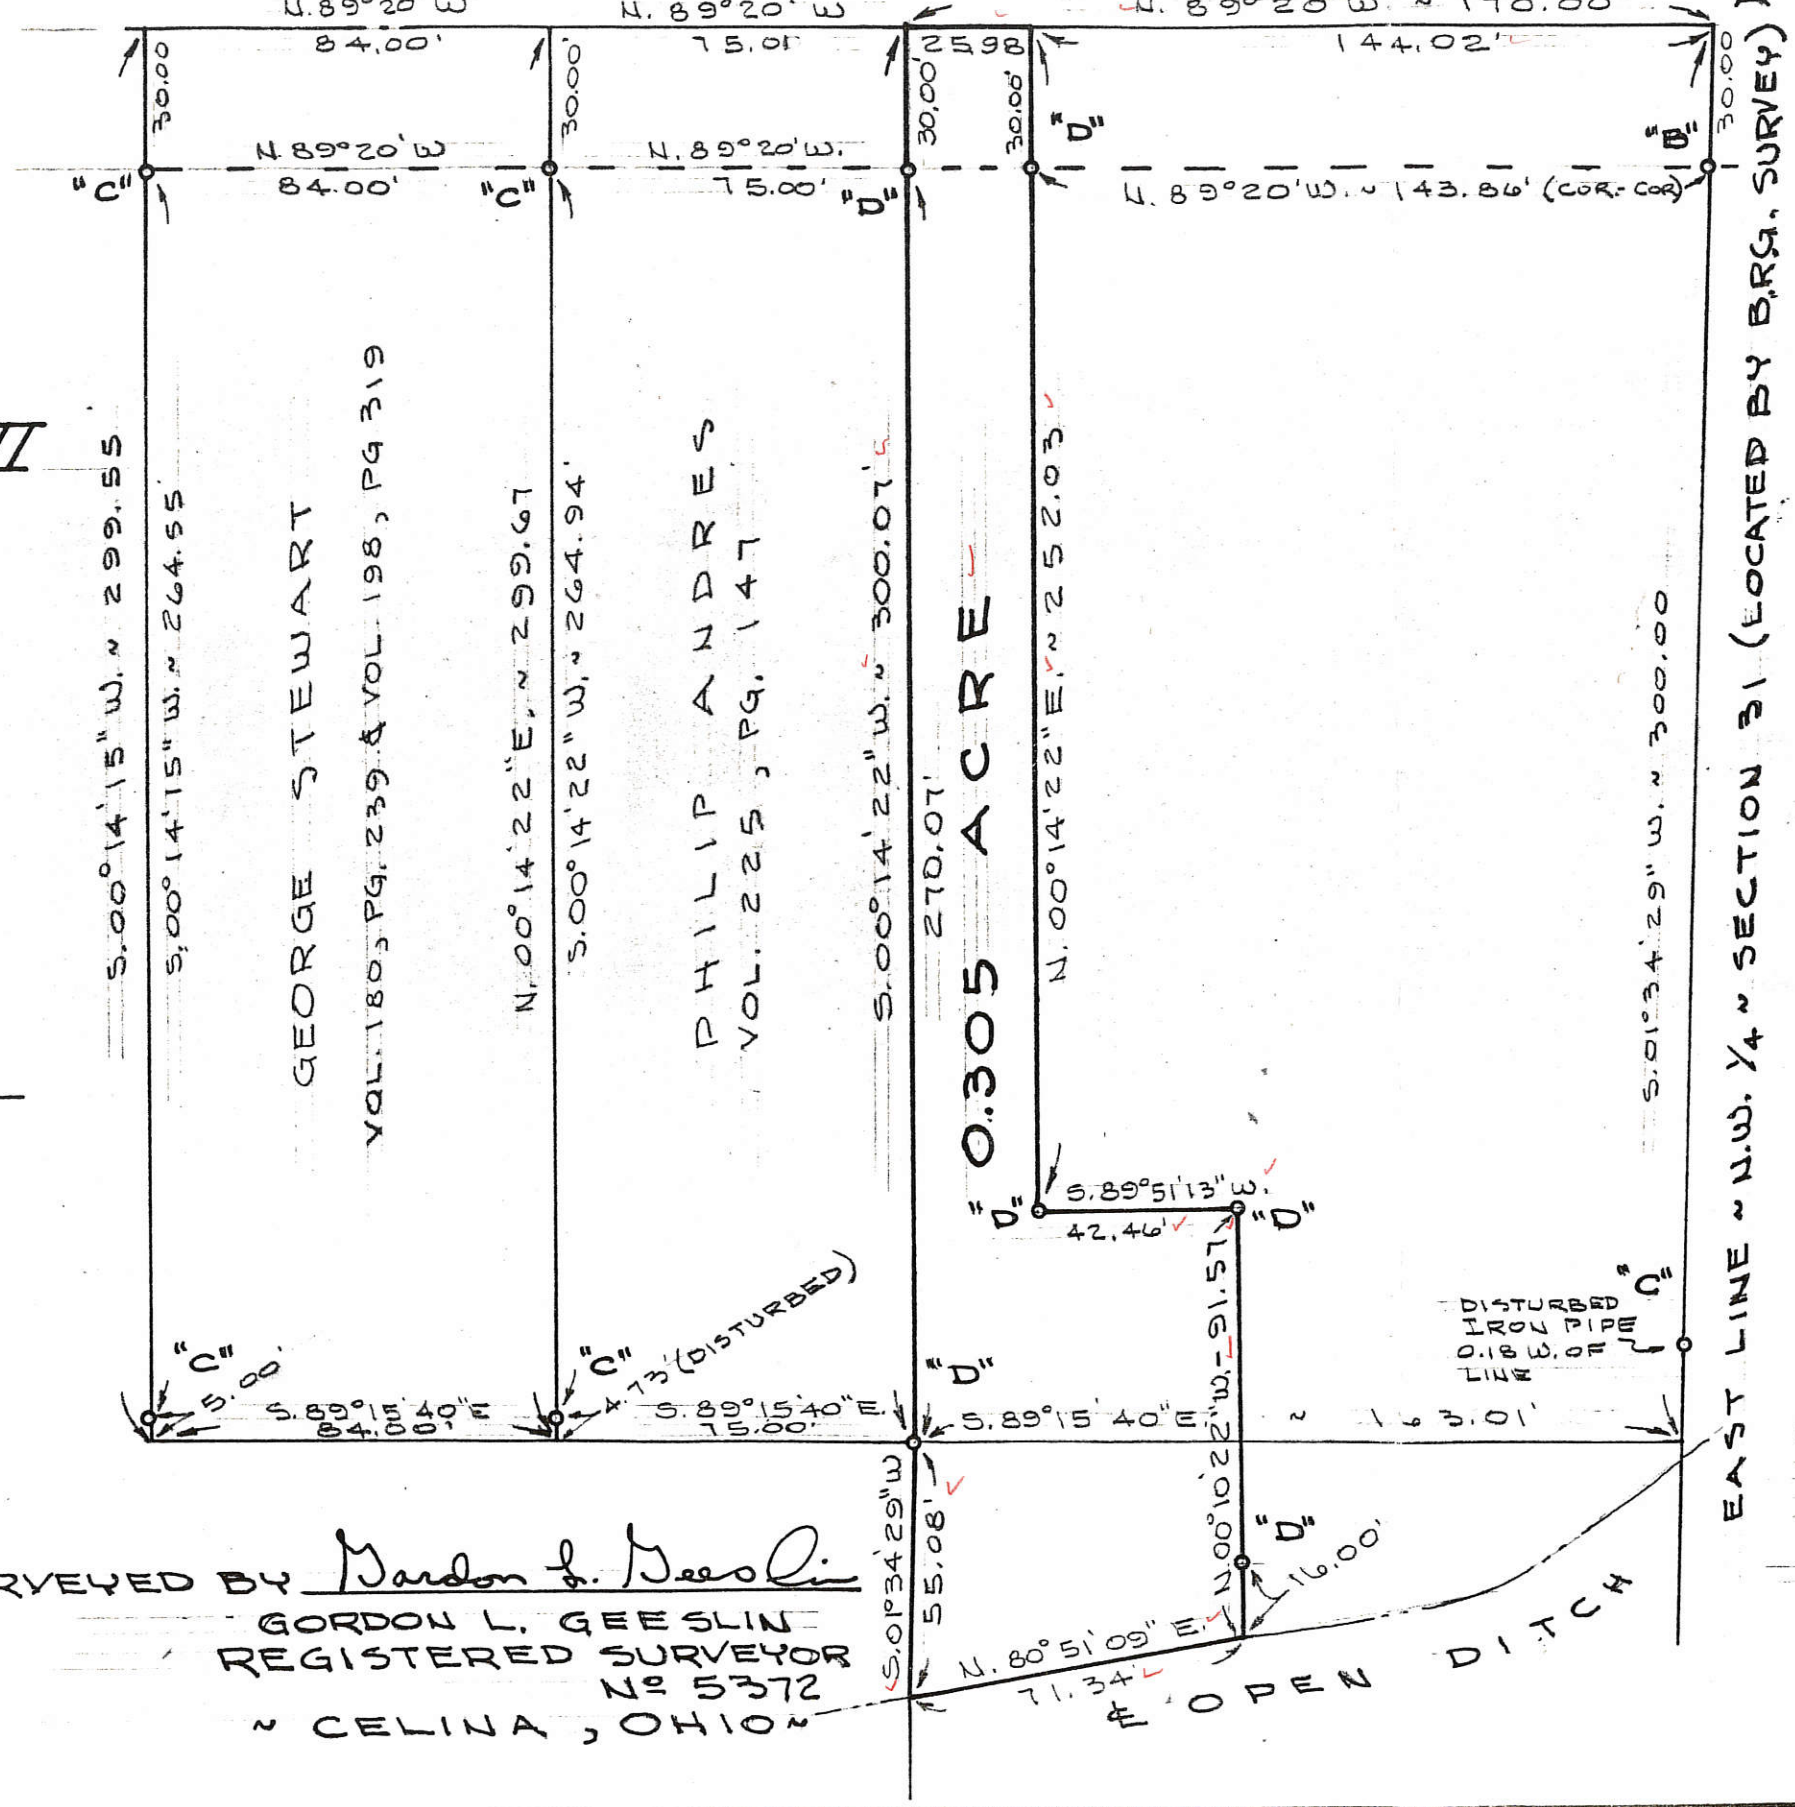 N. 89°20' W
N. 89°20' W
N. 89°20' W. ~ 170.00
84.00'
75.01'
25.98
144.02'
30.00
30.00'
30.00'
30.00'
30.00
"D"
"B"
N. 89°20' W
N. 89°20' W.
"C"
84.00'
"C"
75.00'
"D"
N. 89°20' W. ~ 143.86' (COR.-COR)
S.00°14'15" W. ~ 299.55
S.00°14'15" W. ~ 264.55'
GEORGE STEWART
VOL. 180, PG. 239 & VOL. 198, PG 319
N. 00°14'22" E. ~ 299.67
S.00°14'22" W. ~ 264.94'
PHILIP ANDRES
VOL. 225, PG. 147
S.00°14'22" W. ~ 300.07'
270.07'
0.305 ACRE
N. 00°14'22" E. ~ 252.03
S.01°34'29" W. ~ 300.00
EAST LINE ~ N.W. 1/4 ~ SECTION 31 (LOCATED BY BRG. SURVEY)
"D"
S.89°51'13" W.
42.46'
"D"
N.00°10'22" W. – 91.57
"C"
DISTURBED
IRON PIPE
0.18 W. OF
LINE
"C"
5.00'
"C"
4.73' (DISTURBED)
"D"
S. 89°15'40" E
84.00'
S. 89°15'40" E.
75.00'
S. 89°15'40" E. ~ 163.01'
S.01°34'29" W
55.08'
"D"
16.00'
N. 80°51'09" E.
71.34'
℄ OPEN DITCH
RVEYED BY Gordon L. Geeslin
GORDON L. GEESLIN
REGISTERED SURVEYOR
Nº 5372
~ CELINA, OHIO ~